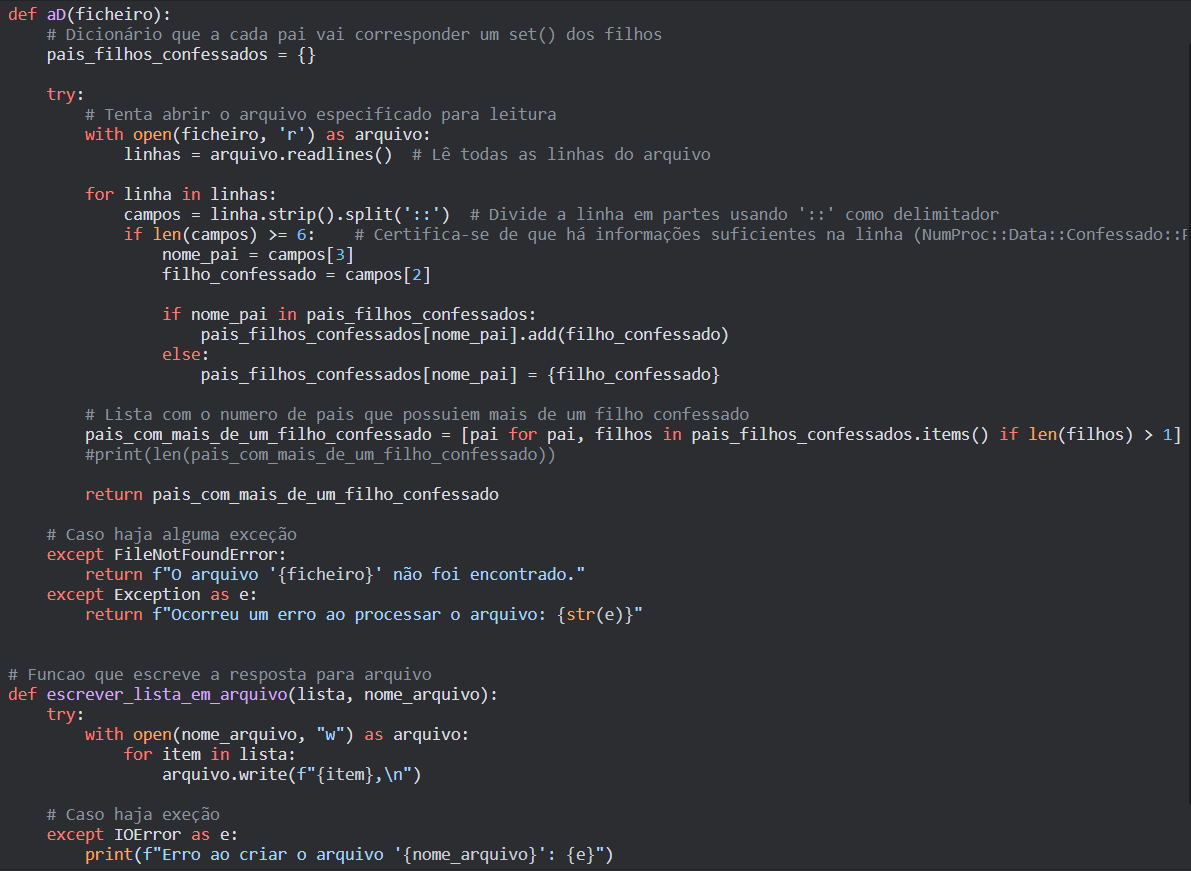 def aD(ficheiro):
    # Dicionário que a cada pai vai corresponder um set() dos filhos
    pais_filhos_confessados = {}

    try:
        # Tenta abrir o arquivo especificado para leitura
        with open(ficheiro, 'r') as arquivo:
            linhas = arquivo.readlines()  # Lê todas as linhas do arquivo

        for linha in linhas:
            campos = linha.strip().split('::')  # Divide a linha em partes usando '::' como delimitador
            if len(campos) >= 6:    # Certifica-se de que há informações suficientes na linha (NumProc::Data::Confessado::
                nome_pai = campos[3]
                filho_confessado = campos[2]

                if nome_pai in pais_filhos_confessados:
                    pais_filhos_confessados[nome_pai].add(filho_confessado)
                else:
                    pais_filhos_confessados[nome_pai] = {filho_confessado}

        # Lista com o numero de pais que possuiem mais de um filho confessado
        pais_com_mais_de_um_filho_confessado = [pai for pai, filhos in pais_filhos_confessados.items() if len(filhos) > 1]
        #print(len(pais_com_mais_de_um_filho_confessado))

        return pais_com_mais_de_um_filho_confessado

    # Caso haja alguma exceção
    except FileNotFoundError:
        return f"O arquivo '{ficheiro}' não foi encontrado."
    except Exception as e:
        return f"Ocorreu um erro ao processar o arquivo: {str(e)}"


# Funcao que escreve a resposta para arquivo
def escrever_lista_em_arquivo(lista, nome_arquivo):
    try:
        with open(nome_arquivo, "w") as arquivo:
            for item in lista:
                arquivo.write(f"{item},\n")

    # Caso haja exeção
    except IOError as e:
        print(f"Erro ao criar o arquivo '{nome_arquivo}': {e}")